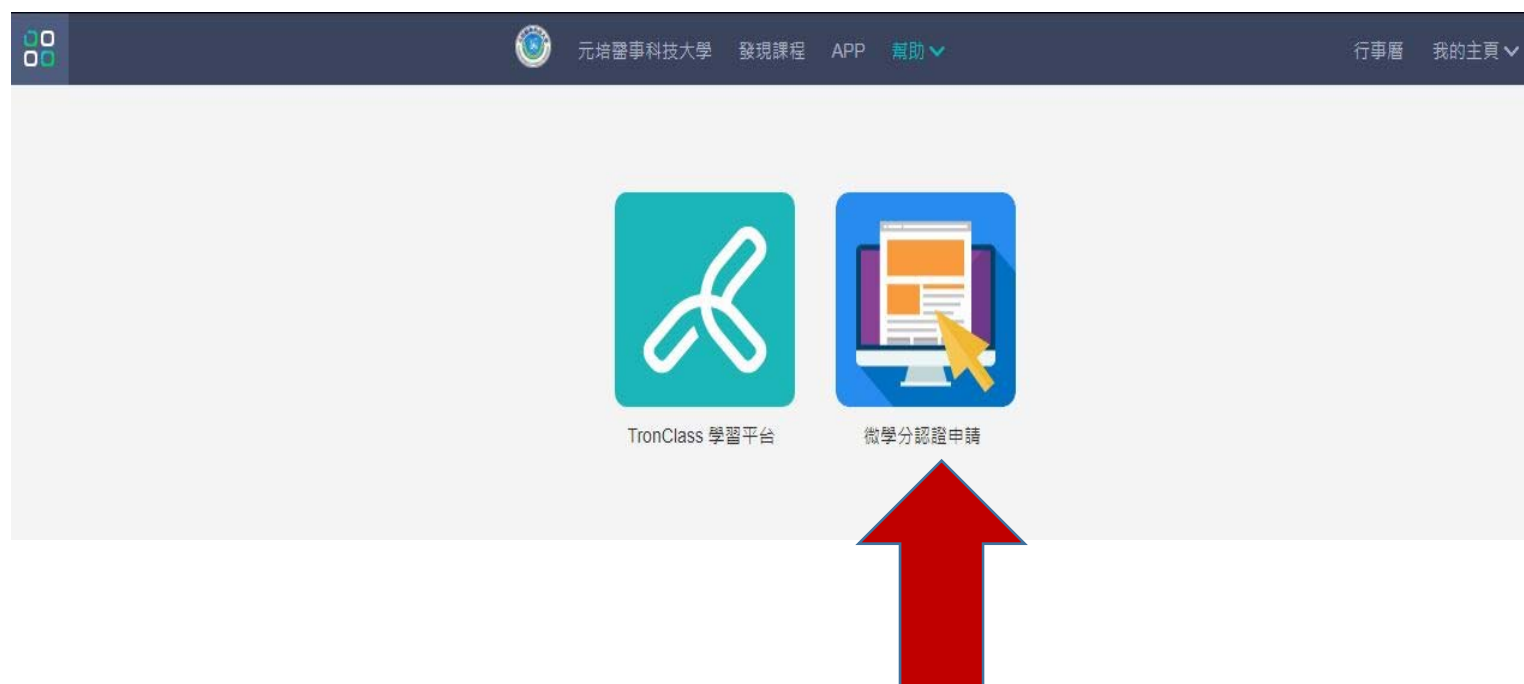 元培醫事科技大學 發現課程 APP 幫助 行事曆 我的主頁
TronClass 學習平台 微學分認證申請